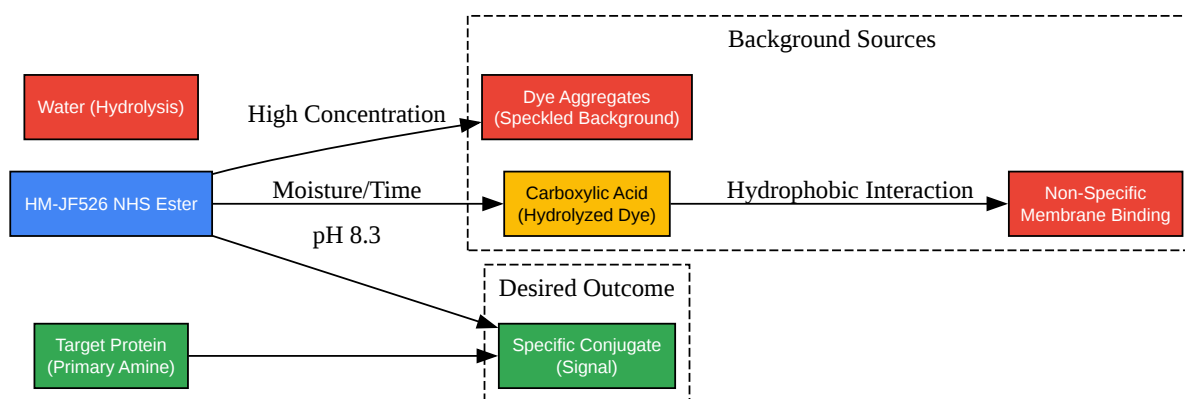 Background Sources
Water (Hydrolysis)
High Concentration
Dye Aggregates
(Speckled Background)
HM-JF526 NHS Ester
Moisture/Time
Carboxylic Acid
(Hydrolyzed Dye)
Hydrophobic Interaction
Non-Specific
Membrane Binding
pH 8.3
Desired Outcome
Target Protein
(Primary Amine)
Specific Conjugate
(Signal)